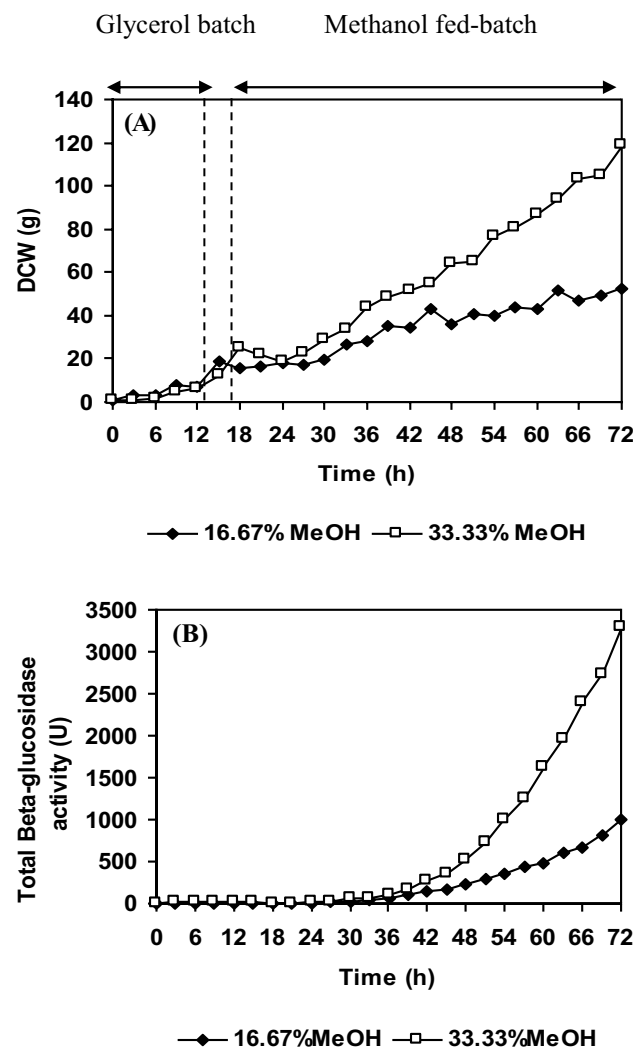 Glycerol batch Methanol fed-batch
140
(A)
120
100
80
60
40
20
0
DCW (g)
0 6 12 18 24 30 36 42 48 54 60 66 72
Time (h)
16.67% MeOH 33.33% MeOH
3500
(B)
3000
2500
2000
1500
1000
500
0
Total Beta-glucosidase
activity (U)
0 6 12 18 24 30 36 42 48 54 60 66 72
Time (h)
16.67%MeOH 33.33%MeOH